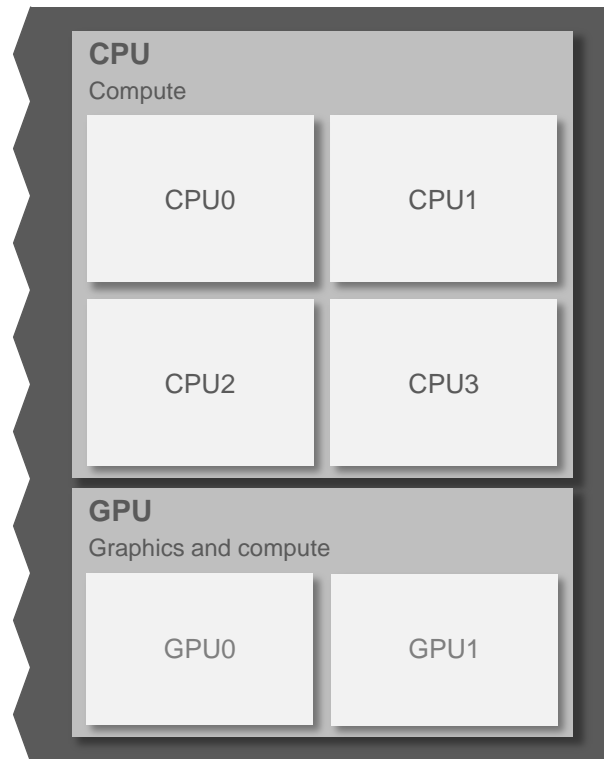 CPU
Compute
CPU0
CPU1
CPU2
CPU3
GPU
Graphics and compute
GPU0
GPU1